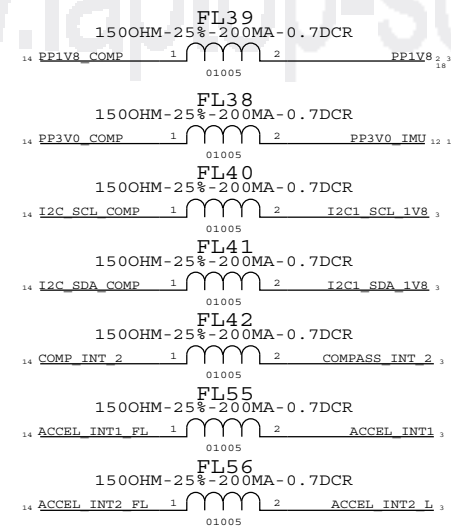 FL39
150OHM-25%-200MA-0.7DCR
14 PP1V8_COMP 1 2 PP1V8 2 3
18
01005
FL38
150OHM-25%-200MA-0.7DCR
14 PP3V0_COMP 1 2 PP3V0_IMU 12 1
01005
FL40
150OHM-25%-200MA-0.7DCR
14 I2C_SCL_COMP 1 2 I2C1_SCL_1V8 3
01005
FL41
150OHM-25%-200MA-0.7DCR
14 I2C_SDA_COMP 1 2 I2C1_SDA_1V8 3
01005
FL42
150OHM-25%-200MA-0.7DCR
14 COMP_INT_2 1 2 COMPASS_INT_2 3
01005
FL55
150OHM-25%-200MA-0.7DCR
14 ACCEL_INT1_FL 1 2 ACCEL_INT1 3
01005
FL56
150OHM-25%-200MA-0.7DCR
14 ACCEL_INT2_FL 1 2 ACCEL_INT2_L 3
01005